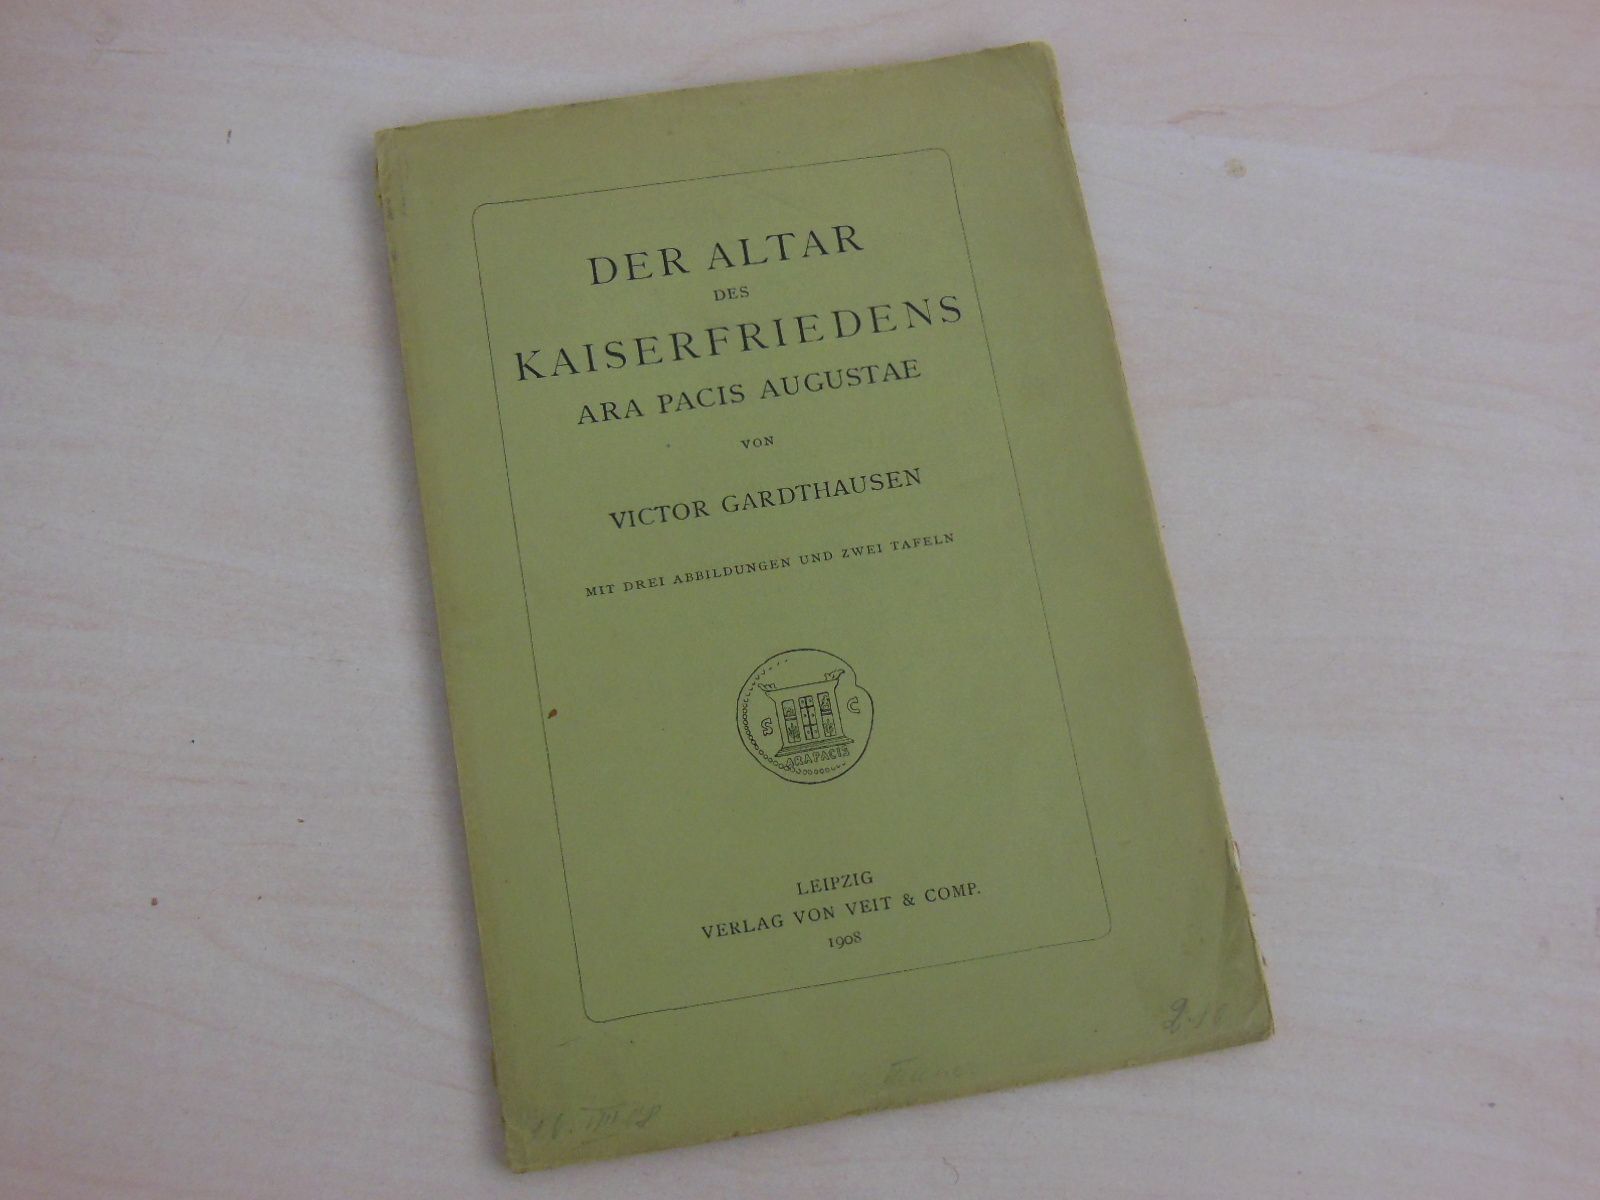 DER ALTAR
DES
KAISERFRIEDENS
ARA PACIS AUGUSTAE
VON
VICTOR GARDTHAUSEN
MIT DREI ABBILDUNGEN UND ZWEI TAFELN
S C
ARAPACIS
LEIPZIG
VERLAG VON VEIT & COMP.
1908